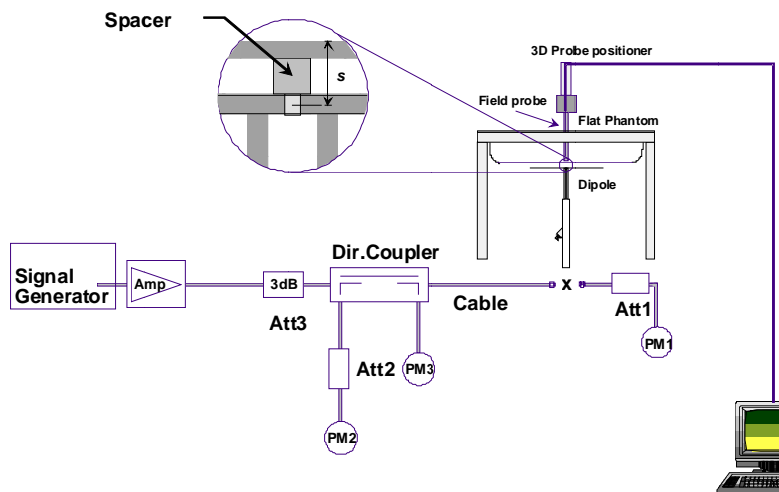 Spacer
s
3D Probe positioner
Field probe
Flat Phantom
Dipole
Signal
Generator
Amp
3dB
Att3
Dir.Coupler
Cable
x
Att1
PM1
Att2
PM3
PM2